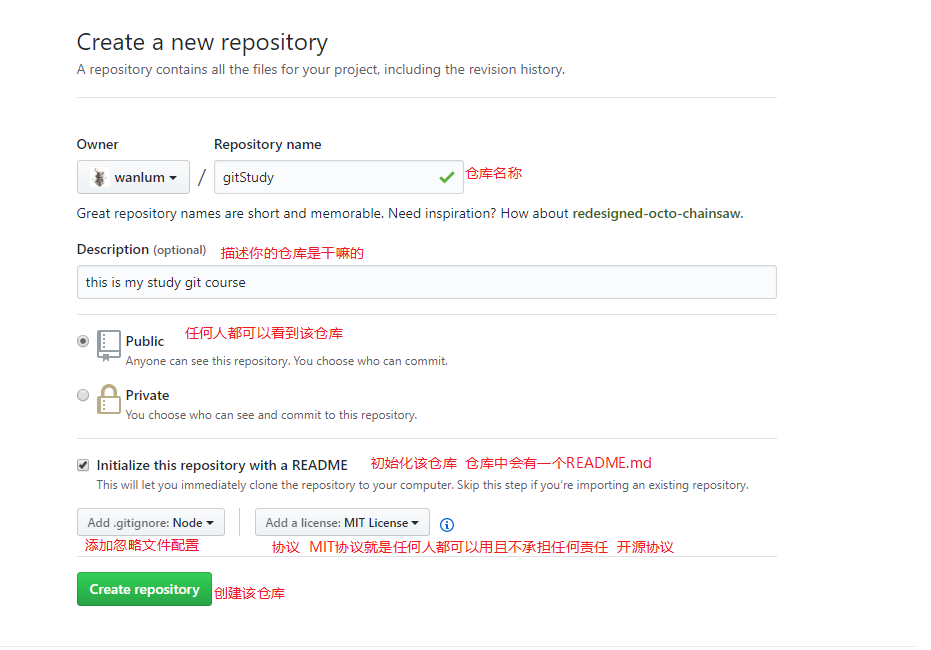 Create a new repository
A repository contains all the files for your project, including the revision history.
Owner Repository name
wanlum / gitStudy 仓库名称
Great repository names are short and memorable. Need inspiration? How about redesigned-octo-chainsaw.
Description (optional) 描述你的仓库是干嘛的
this is my study git course
Public 任何人都可以看到该仓库
Anyone can see this repository. You choose who can commit.
Private
You choose who can see and commit to this repository.
Initialize this repository with a README 初始化该仓库 仓库中会有一个README.md
This will let you immediately clone the repository to your computer. Skip this step if you're importing an existing repository.
Add .gitignore: Node Add a license: MIT License
添加忽略文件配置 协议 MIT协议就是任何人都可以用且不承担任何责任 开源协议
Create repository 创建该仓库